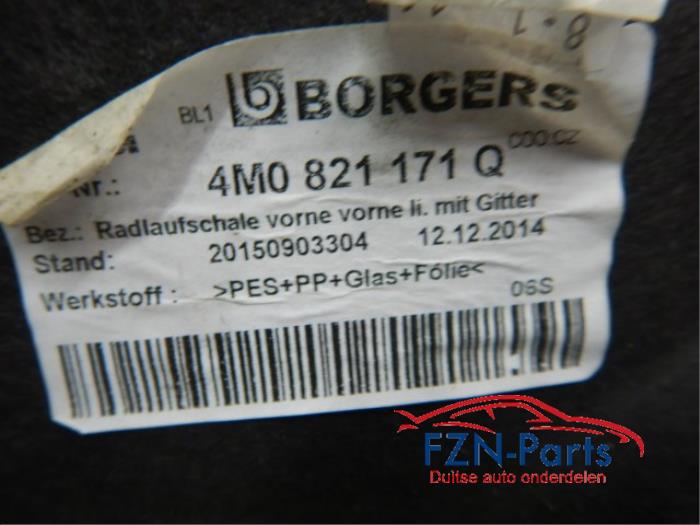 8.1
BL1 BORGERS
Nr.: 4M0 821 171 Q COO:CZ
Bez.: Radlaufschale vorne vorne li. mit Gitter
Stand: 20150903304 12.12.2014
Werkstoff : >PES+PP+Glas+Folie<
06S
FZN-Parts
Duitse auto onderdelen